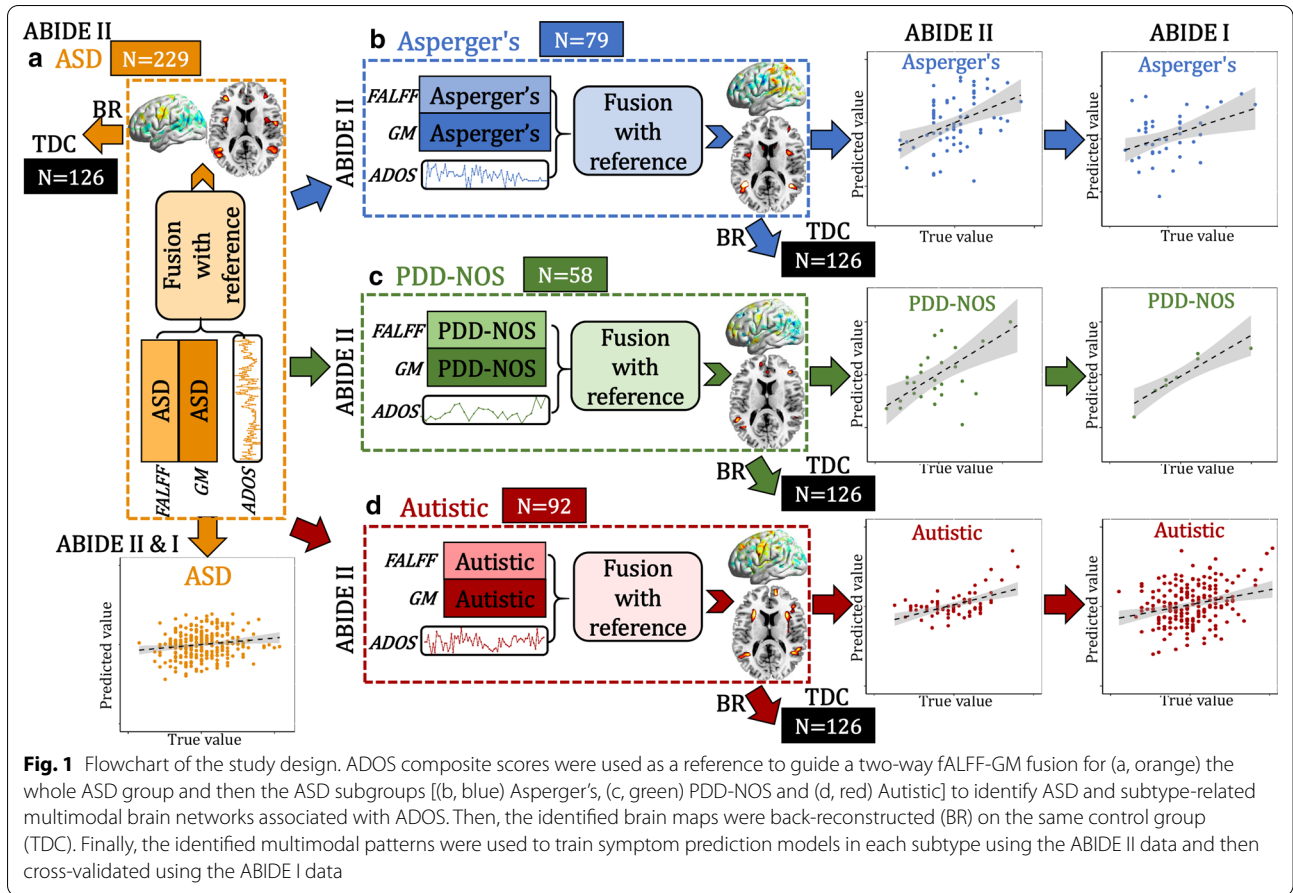 ABIDE II
a ASD N=229
BR
TDC
N=126
Fusion
with
reference
ASD
ASD
FALFF
GM
ADOS
ABIDE II & I
ASD
Predicted value
True value
b Asperger's N=79
ABIDE II
FALFF
Asperger's
GM
Asperger's
ADOS
Fusion
with
reference
BR
TDC
N=126
ABIDE II
Asperger's
Predicted value
True value
ABIDE I
Asperger's
Predicted value
True value
c PDD-NOS N=58
ABIDE II
FALFF
PDD-NOS
GM
PDD-NOS
ADOS
Fusion
with
reference
BR
TDC
N=126
PDD-NOS
Predicted value
True value
PDD-NOS
Predicted value
True value
d Autistic N=92
ABIDE II
FALFF
Autistic
GM
Autistic
ADOS
Fusion
with
reference
BR
TDC
N=126
Autistic
Predicted value
True value
Autistic
Predicted value
True value
Fig. 1 Flowchart of the study design. ADOS composite scores were used as a reference to guide a two-way fALFF-GM fusion for (a, orange) the
whole ASD group and then the ASD subgroups [(b, blue) Asperger's, (c, green) PDD-NOS and (d, red) Autistic] to identify ASD and subtype-related
multimodal brain networks associated with ADOS. Then, the identified brain maps were back-reconstructed (BR) on the same control group
(TDC). Finally, the identified multimodal patterns were used to train symptom prediction models in each subtype using the ABIDE II data and then
cross-validated using the ABIDE I data